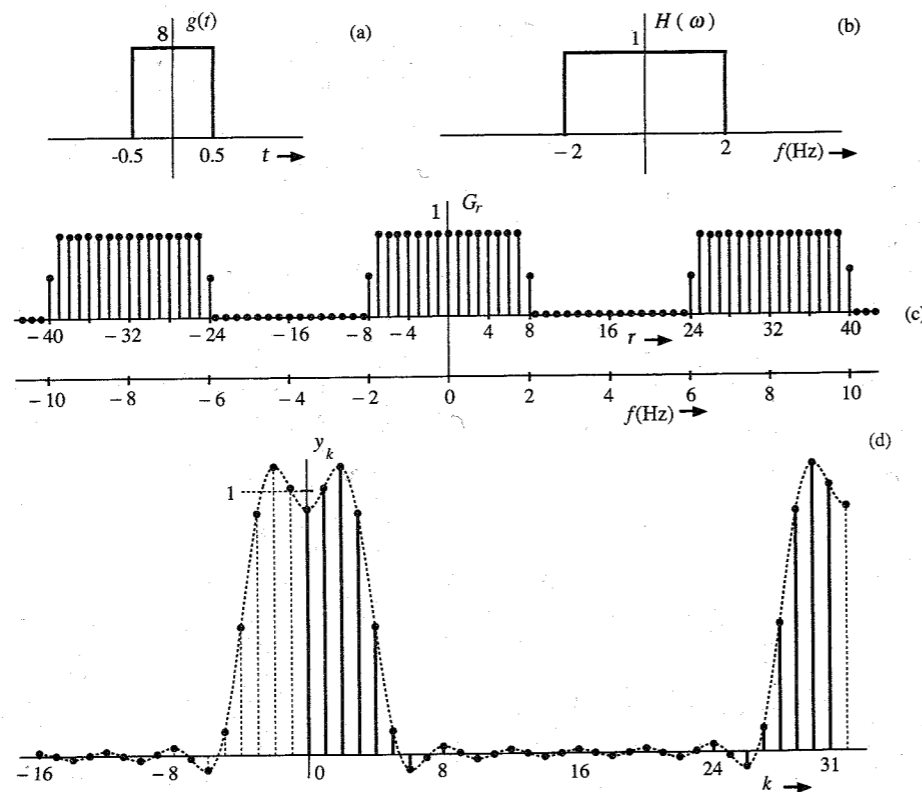 g(t)
(a)
8
-0.5 0.5 t
H(ω)
(b)
1
-2 2 f(Hz)
1 G_r
-40 -32 -24 -16 -8 -4 4 8 16 r 24 32 40
(c)
-10 -8 -6 -4 -2 0 2 4 6 8 10
f(Hz)
(d)
y_k
1
-16 -8 0 8 16 24 31
k